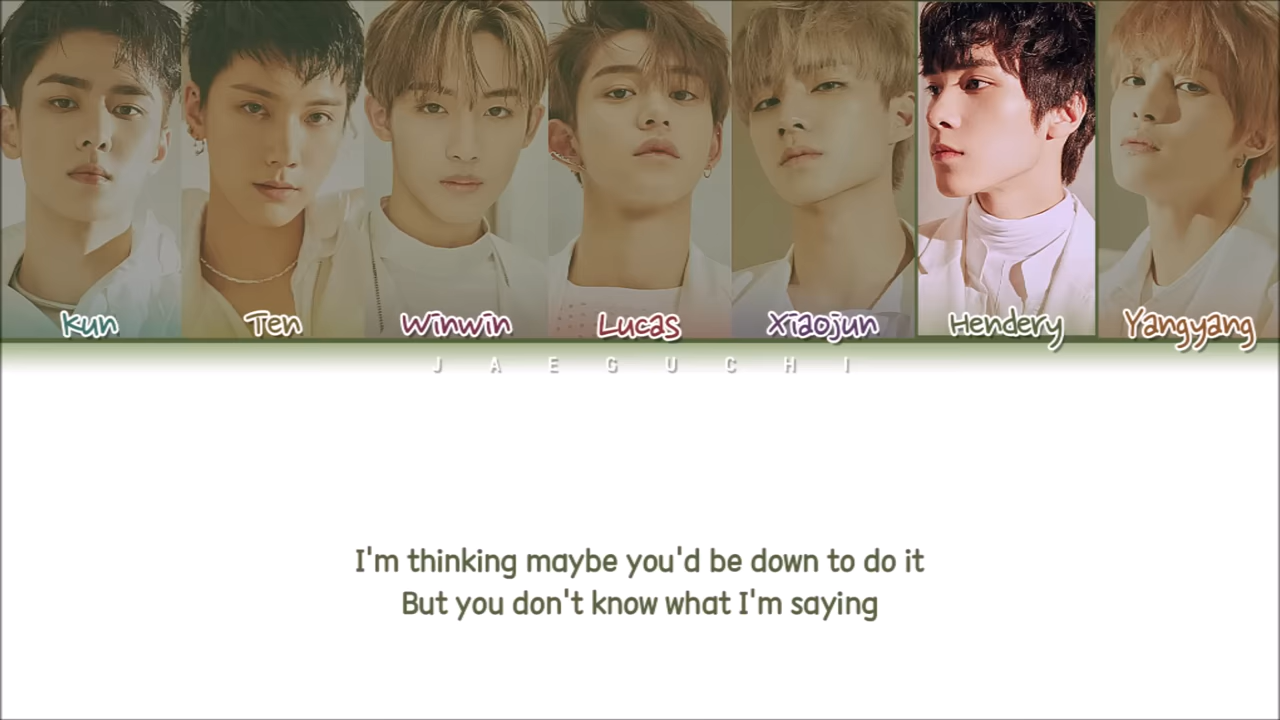 Kun Ten Winwin Lucas Xiaojun Hendery Yangyang
JAEGUCHI
I'm thinking maybe you'd be down to do it
But you don't know what I'm saying